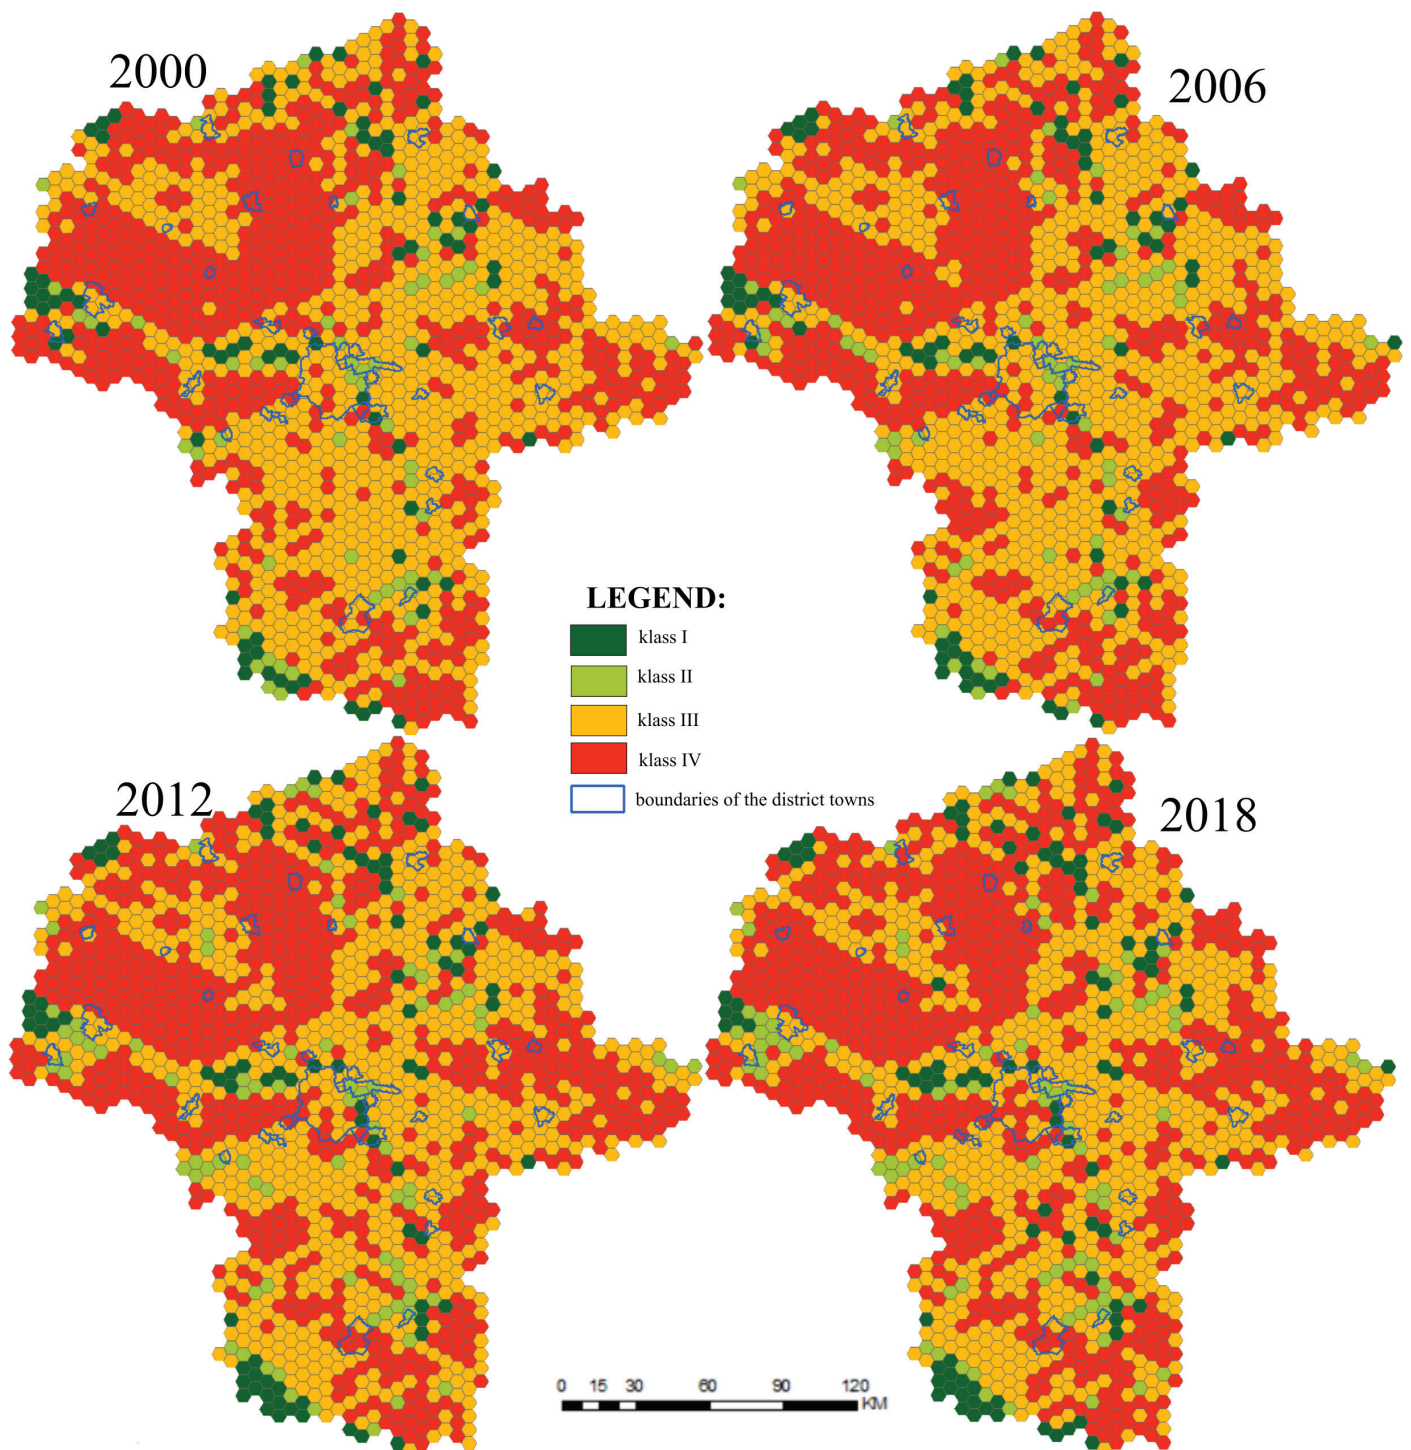 2000
2006
LEGEND:
klass I
klass II
klass III
klass IV
boundaries of the district towns
2012
2018
0 15 30 60 90 120
KM